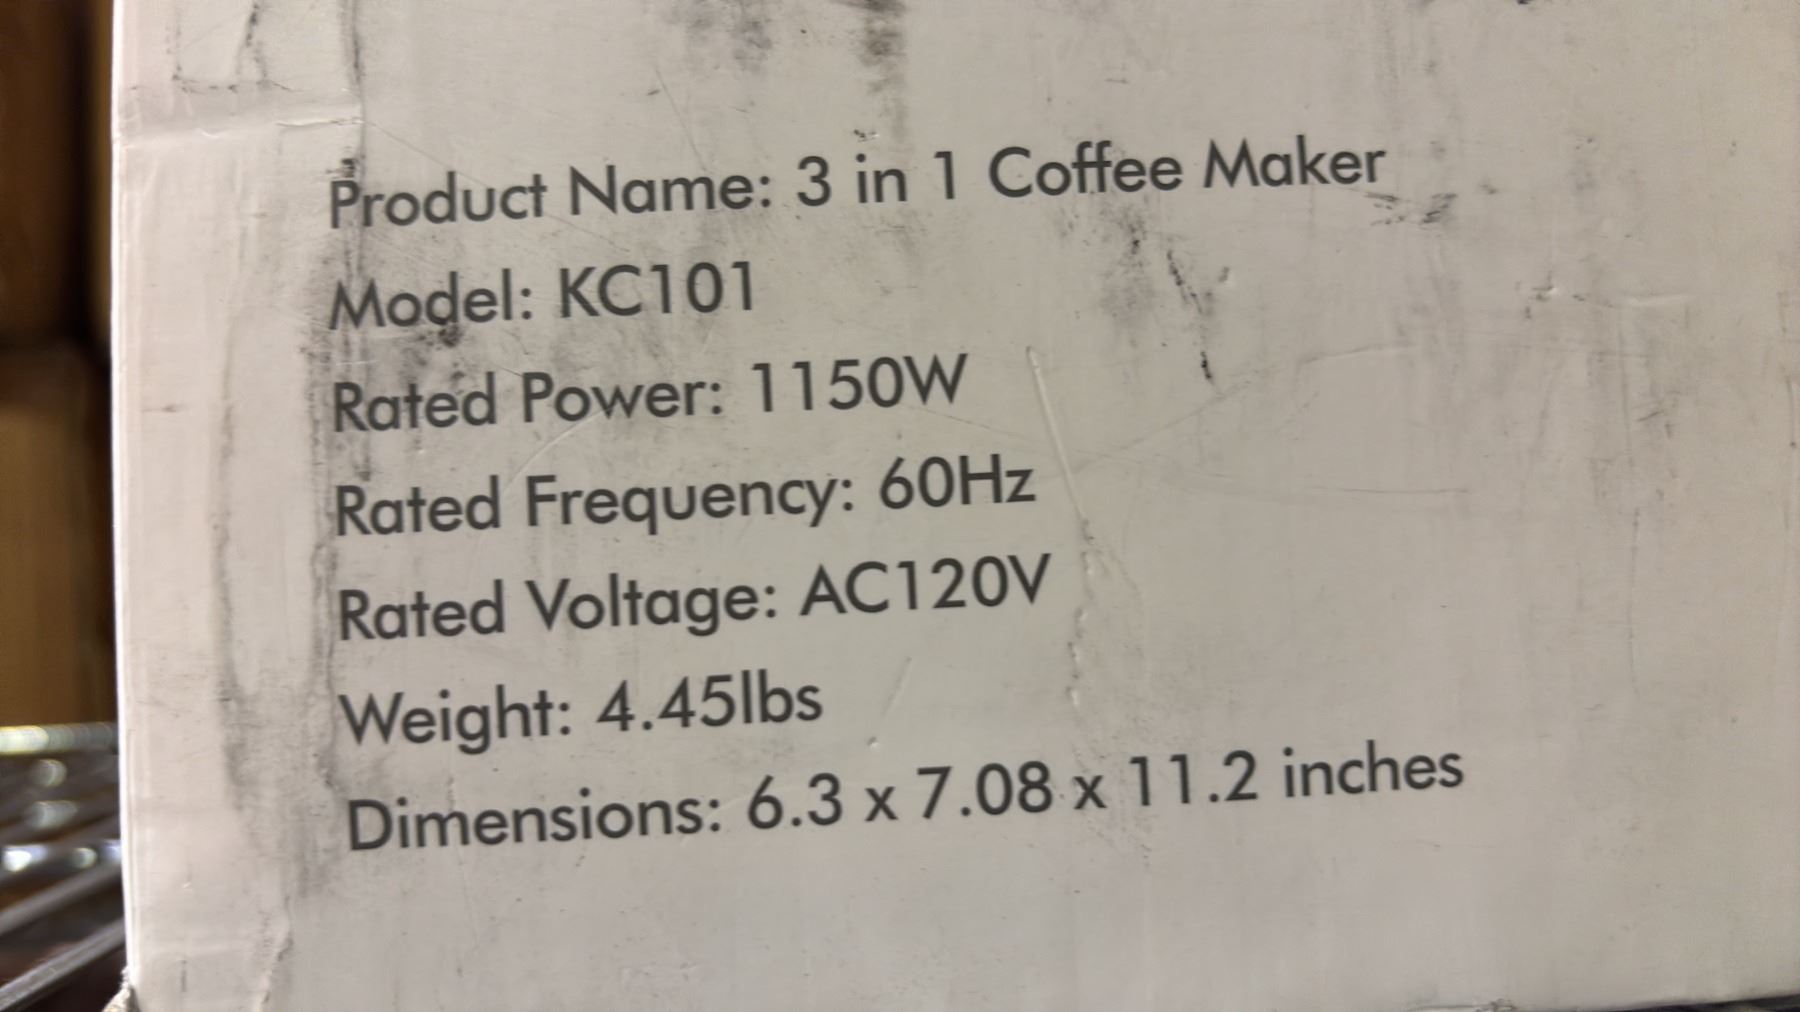 Product Name: 3 in 1 Coffee Maker
Model: KC101
Rated Power: 1150W
Rated Frequency: 60Hz
Rated Voltage: AC120V
Weight: 4.45lbs
Dimensions: 6.3 x 7.08 x 11.2 inches